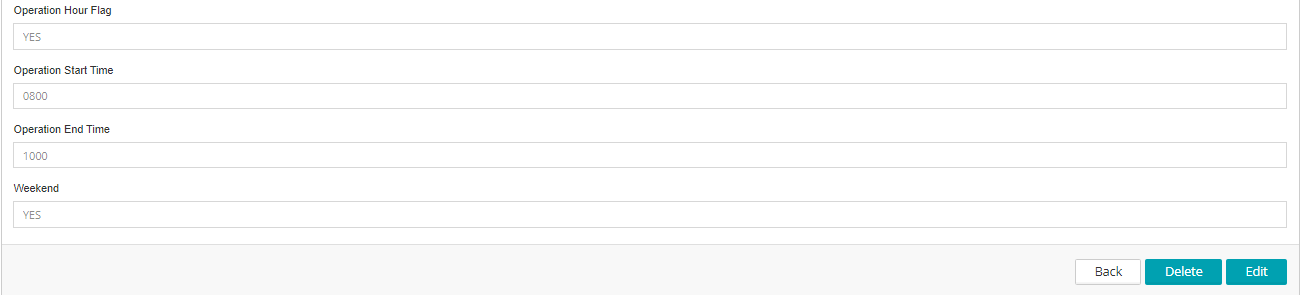 Operation Hour Flag
YES
Operation Start Time
0800
Operation End Time
1000
Weekend
YES
Back Delete Edit